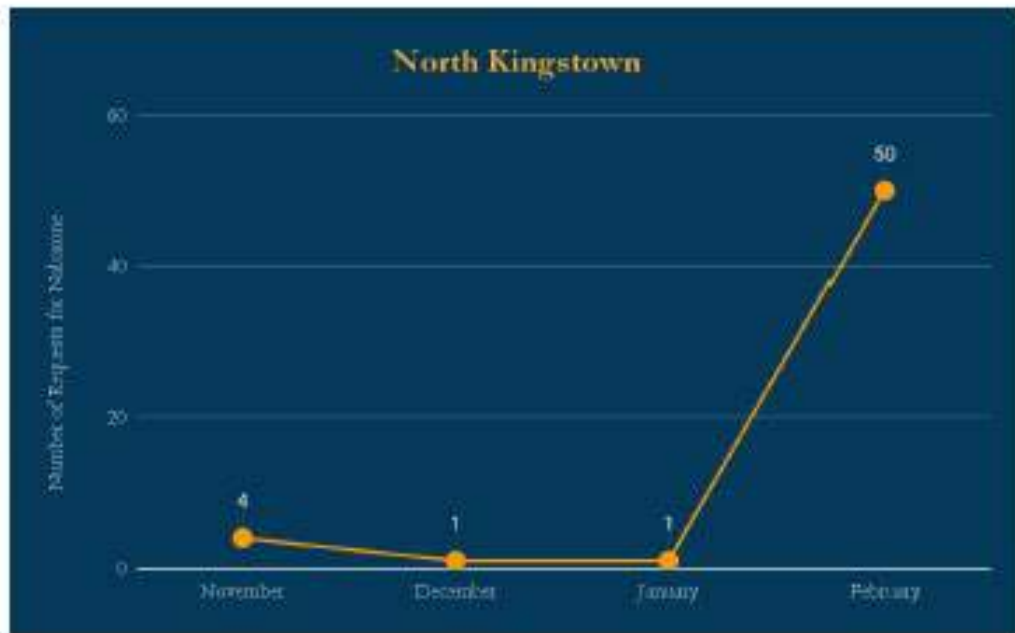 North Kingstown
60
50
40
Number of Requests for Naloxone
20
4
1
1
0
November
December
January
February